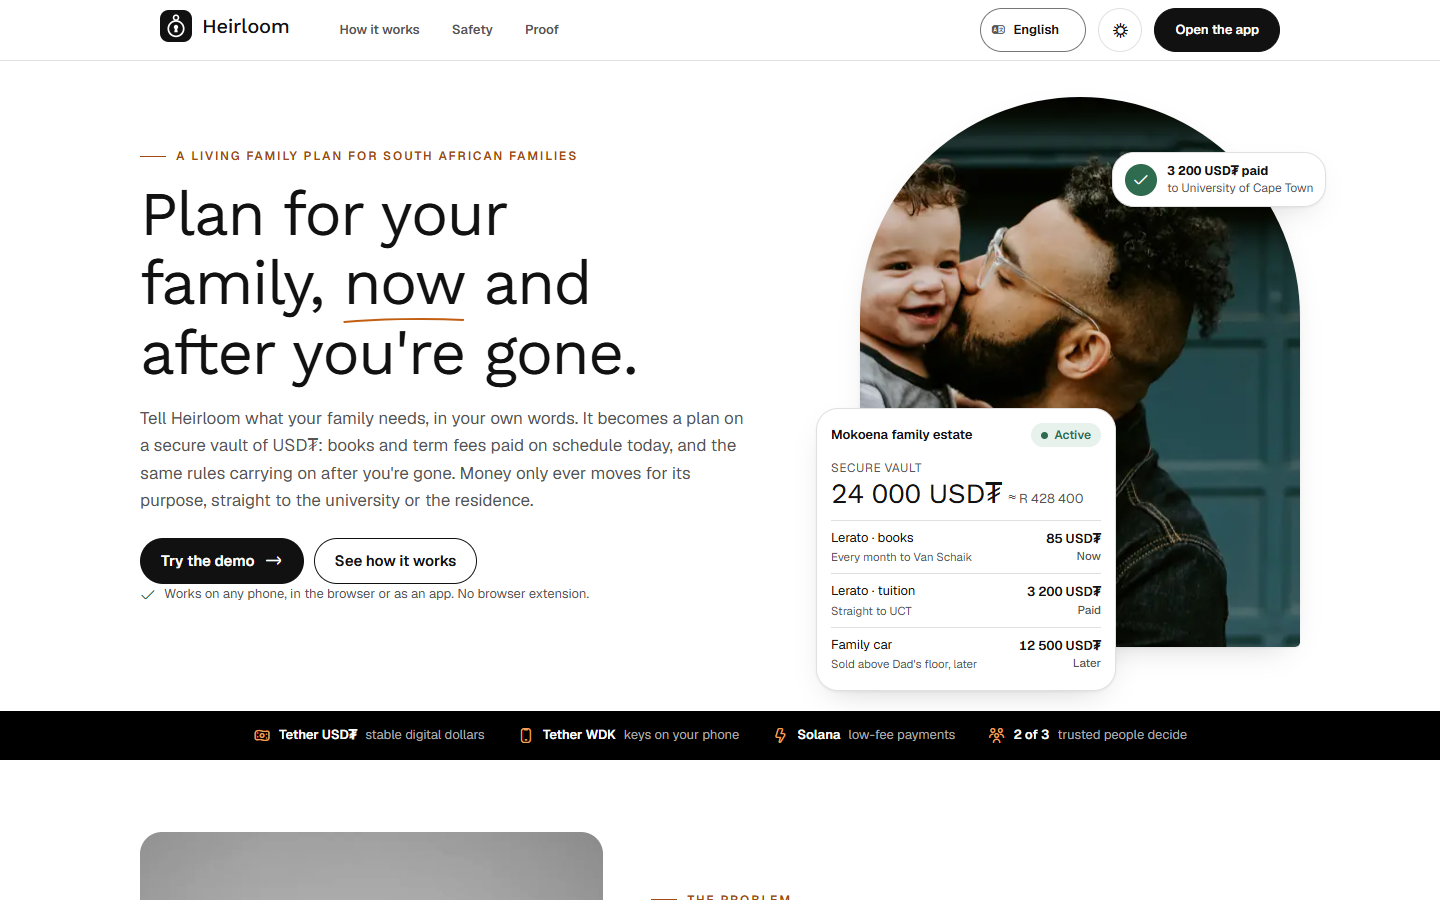 Heirloom
How it works
Safety
Proof
English
Open the app
A LIVING FAMILY PLAN FOR SOUTH AFRICAN FAMILIES
Plan for your
family, now and
after you're gone.
Tell Heirloom what your family needs, in your own words. It becomes a plan on
a secure vault of USD₮: books and term fees paid on schedule today, and the
same rules carrying on after you're gone. Money only ever moves for its
purpose, straight to the university or the residence.
Try the demo →
See how it works
Works on any phone, in the browser or as an app. No browser extension.
3 200 USD₮ paid
to University of Cape Town
Mokoena family estate
Active
SECURE VAULT
24 000 USD₮ ≈ R 428 400
Lerato · books 85 USD₮
Every month to Van Schaik Now
Lerato · tuition 3 200 USD₮
Straight to UCT Paid
Family car 12 500 USD₮
Sold above Dad's floor, later Later
Tether USD₮ stable digital dollars
Tether WDK keys on your phone
Solana low-fee payments
2 of 3 trusted people decide
THE PROBLEM